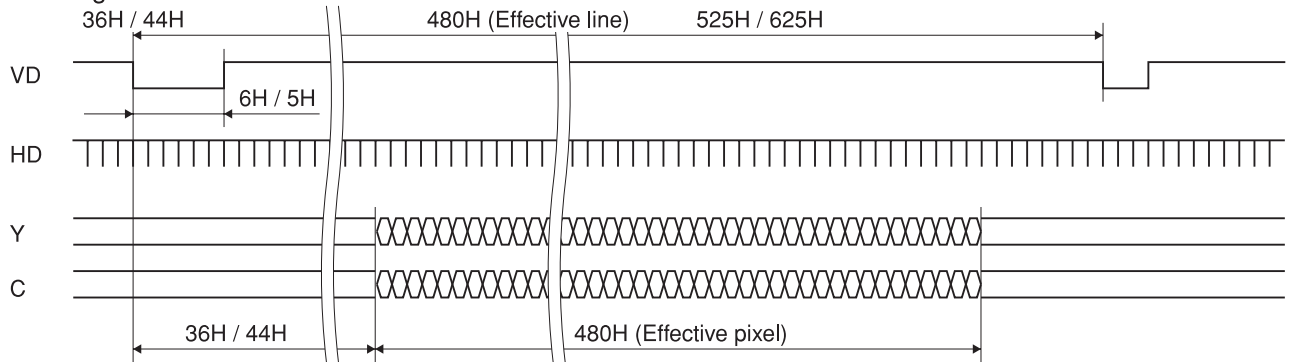 36H / 44H 480H (Effective line) 525H / 625H
VD
6H / 5H
HD
Y
C
36H / 44H 480H (Effective pixel)